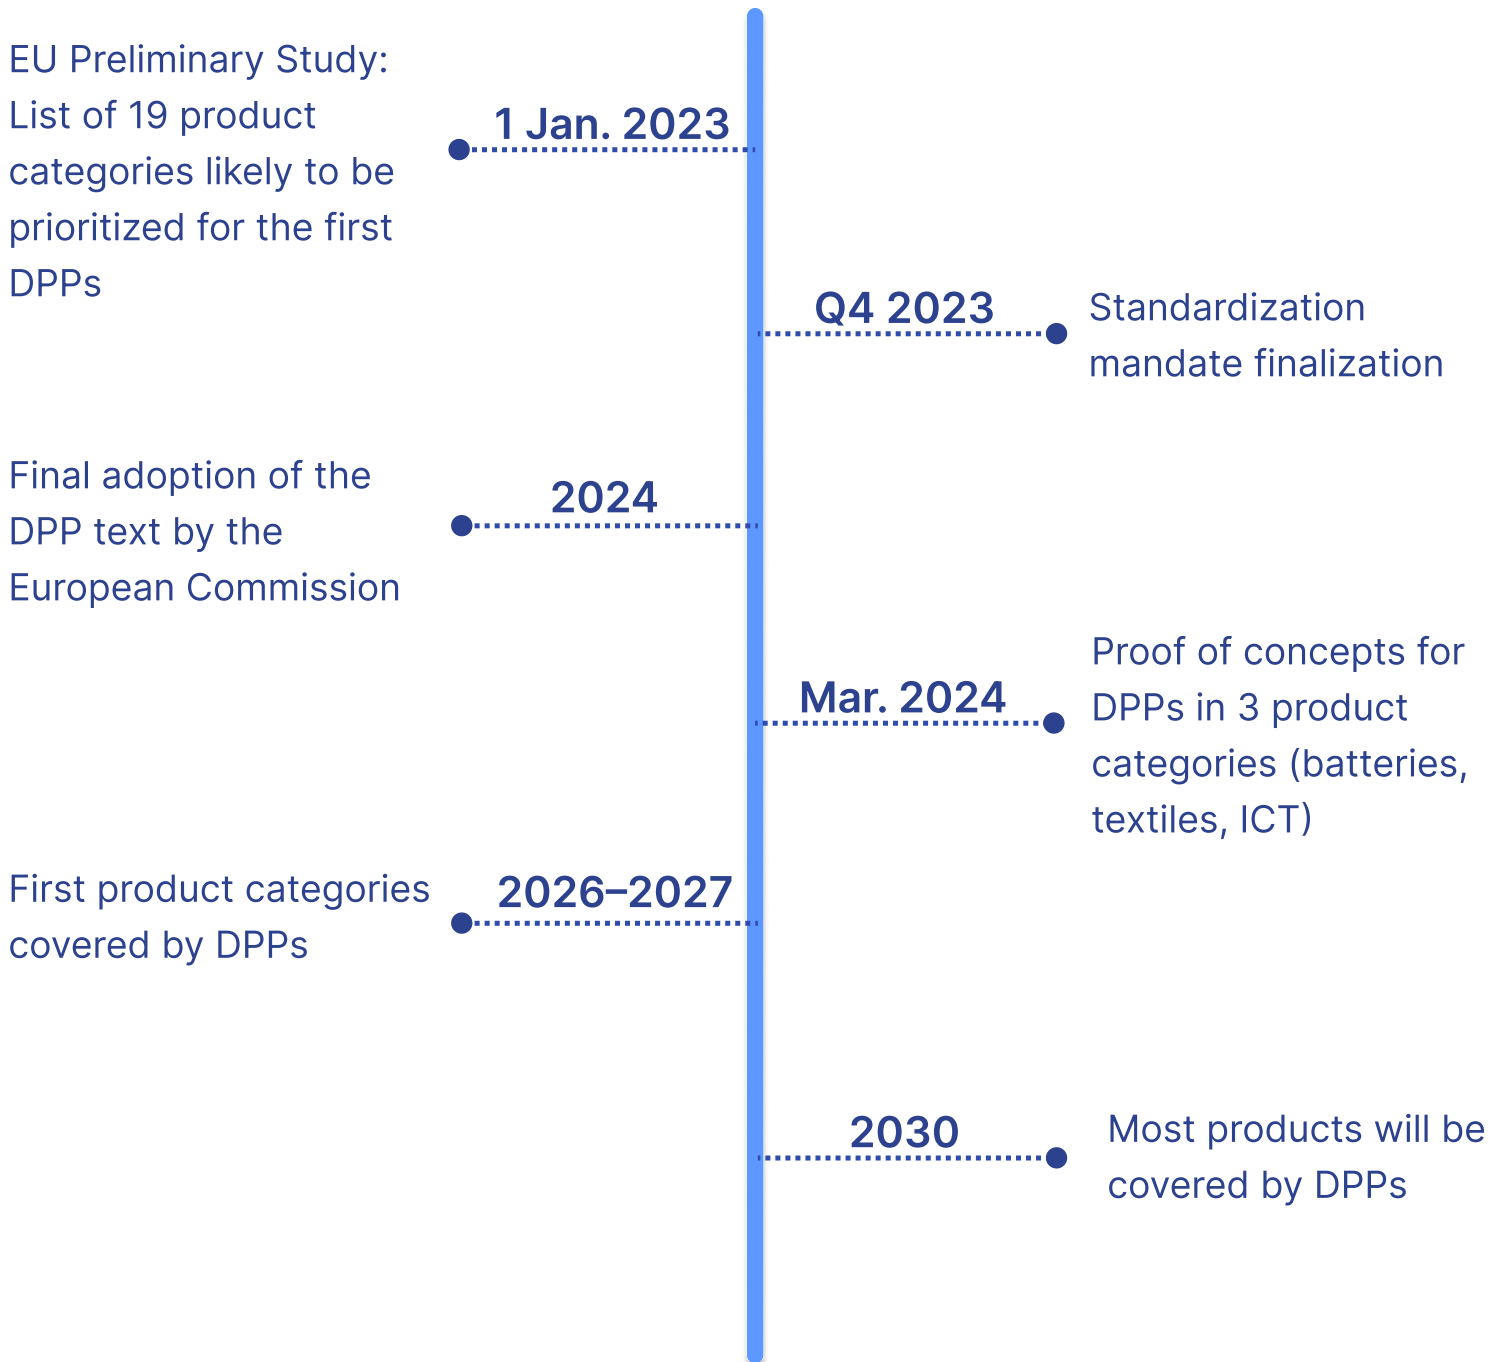 EU Preliminary Study:
List of 19 product
categories likely to be
prioritized for the first
DPPs
1 Jan. 2023
Q4 2023
Standardization
mandate finalization
Final adoption of the
DPP text by the
European Commission
2024
Mar. 2024
Proof of concepts for
DPPs in 3 product
categories (batteries,
textiles, ICT)
First product categories
covered by DPPs
2026–2027
2030
Most products will be
covered by DPPs